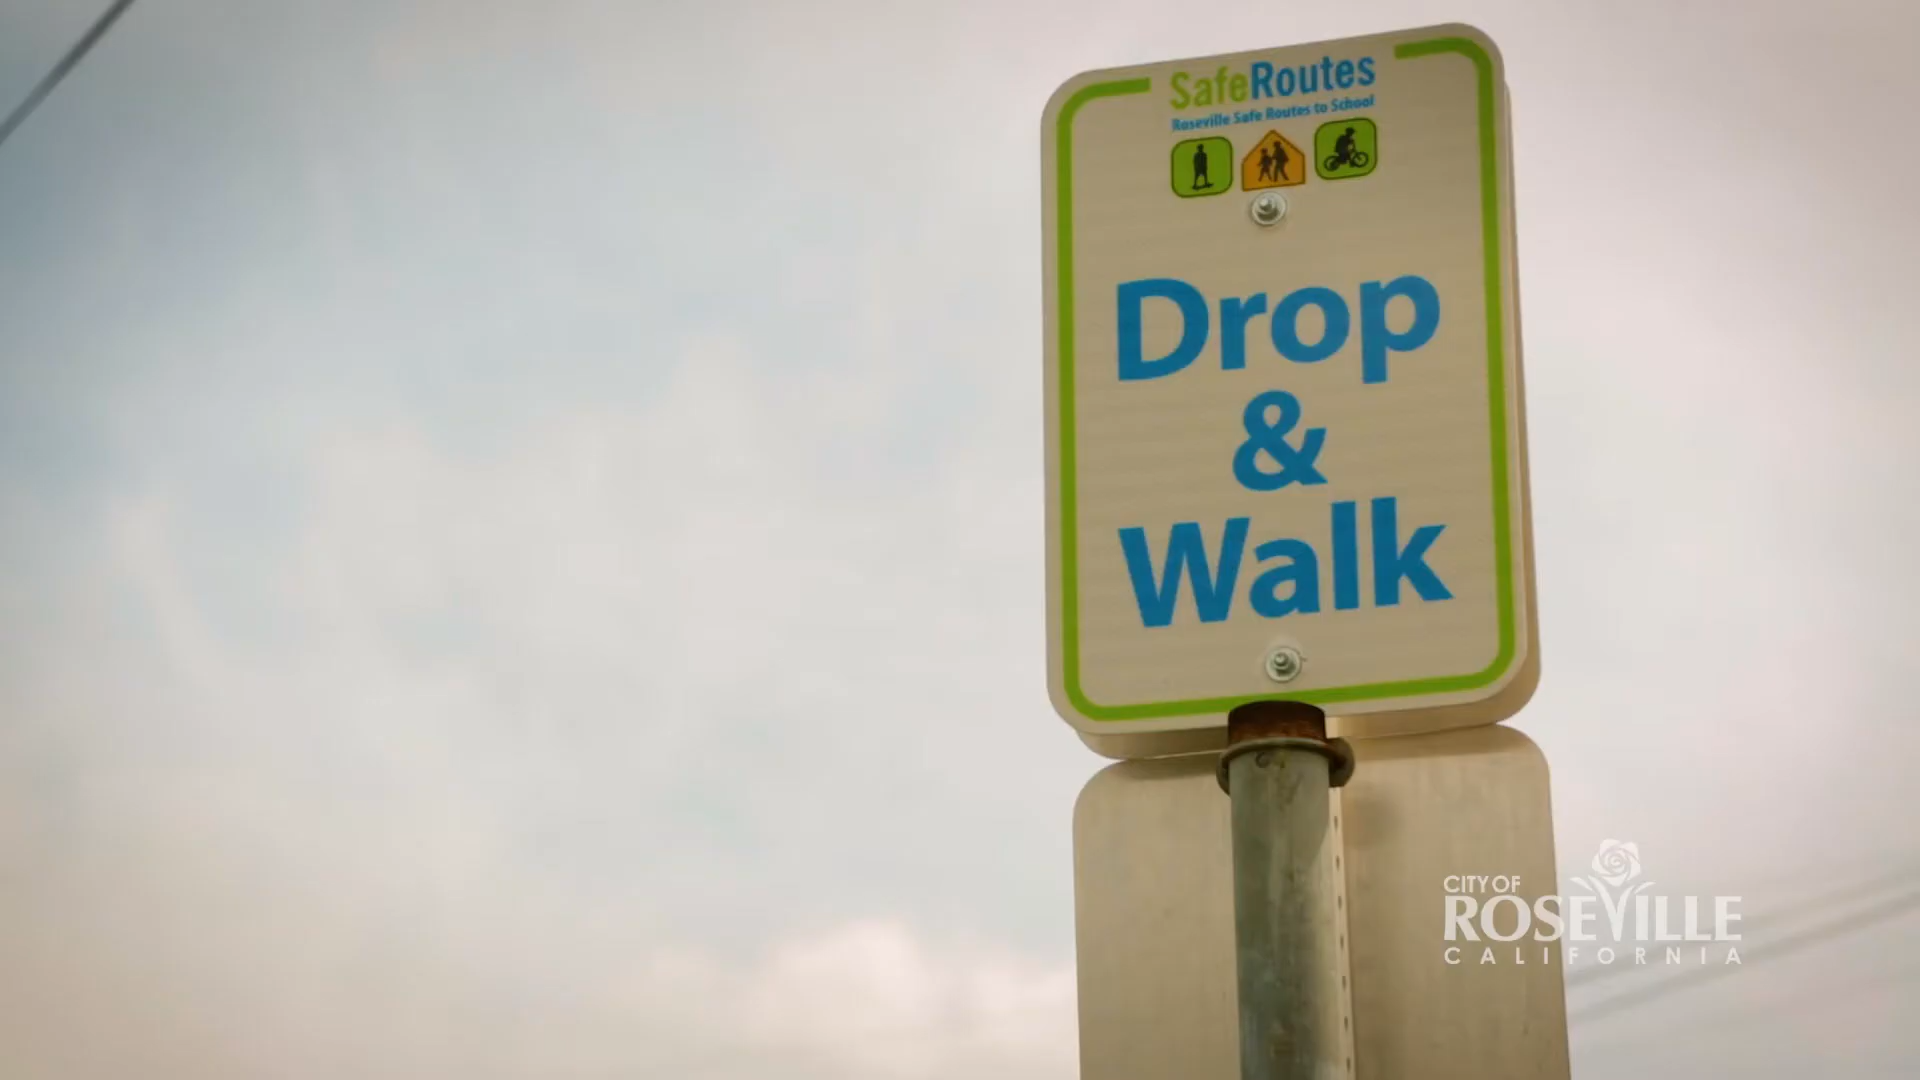 SafeRoutes
Roseville Safe Routes to School
Drop
&
Walk
CITY OF
ROSEVILLE
CALIFORNIA